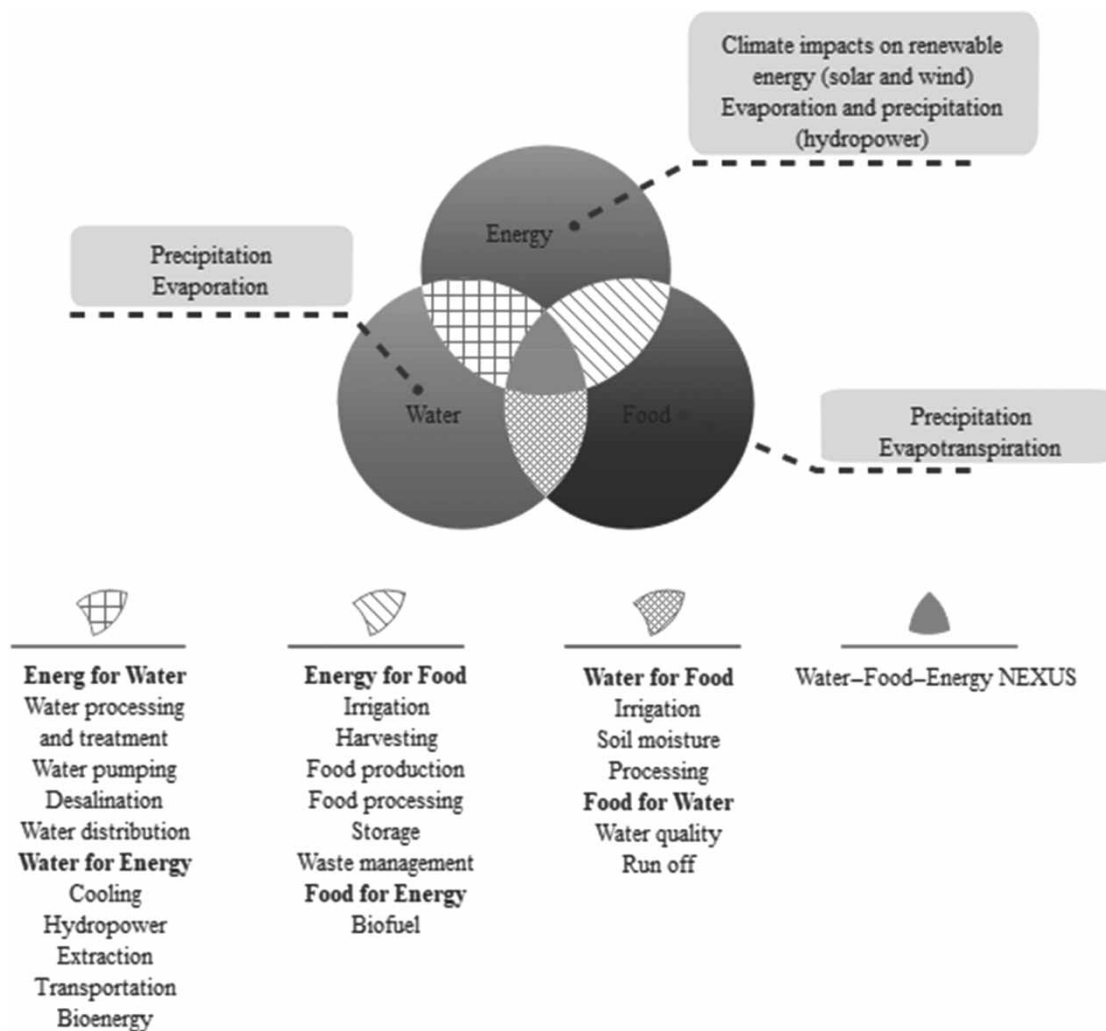 Climate impacts on renewable
energy (solar and wind)
Evaporation and precipitation
(hydropower)
Energy
Precipitation
Evaporation
Water
Food
Precipitation
Evapotranspiration
Energ for Water
Water processing
and treatment
Water pumping
Desalination
Water distribution
Water for Energy
Cooling
Hydropower
Extraction
Transportation
Bioenergy
Energy for Food
Irrigation
Harvesting
Food production
Food processing
Storage
Waste management
Food for Energy
Biofuel
Water for Food
Irrigation
Soil moisture
Processing
Food for Water
Water quality
Run off
Water–Food–Energy NEXUS